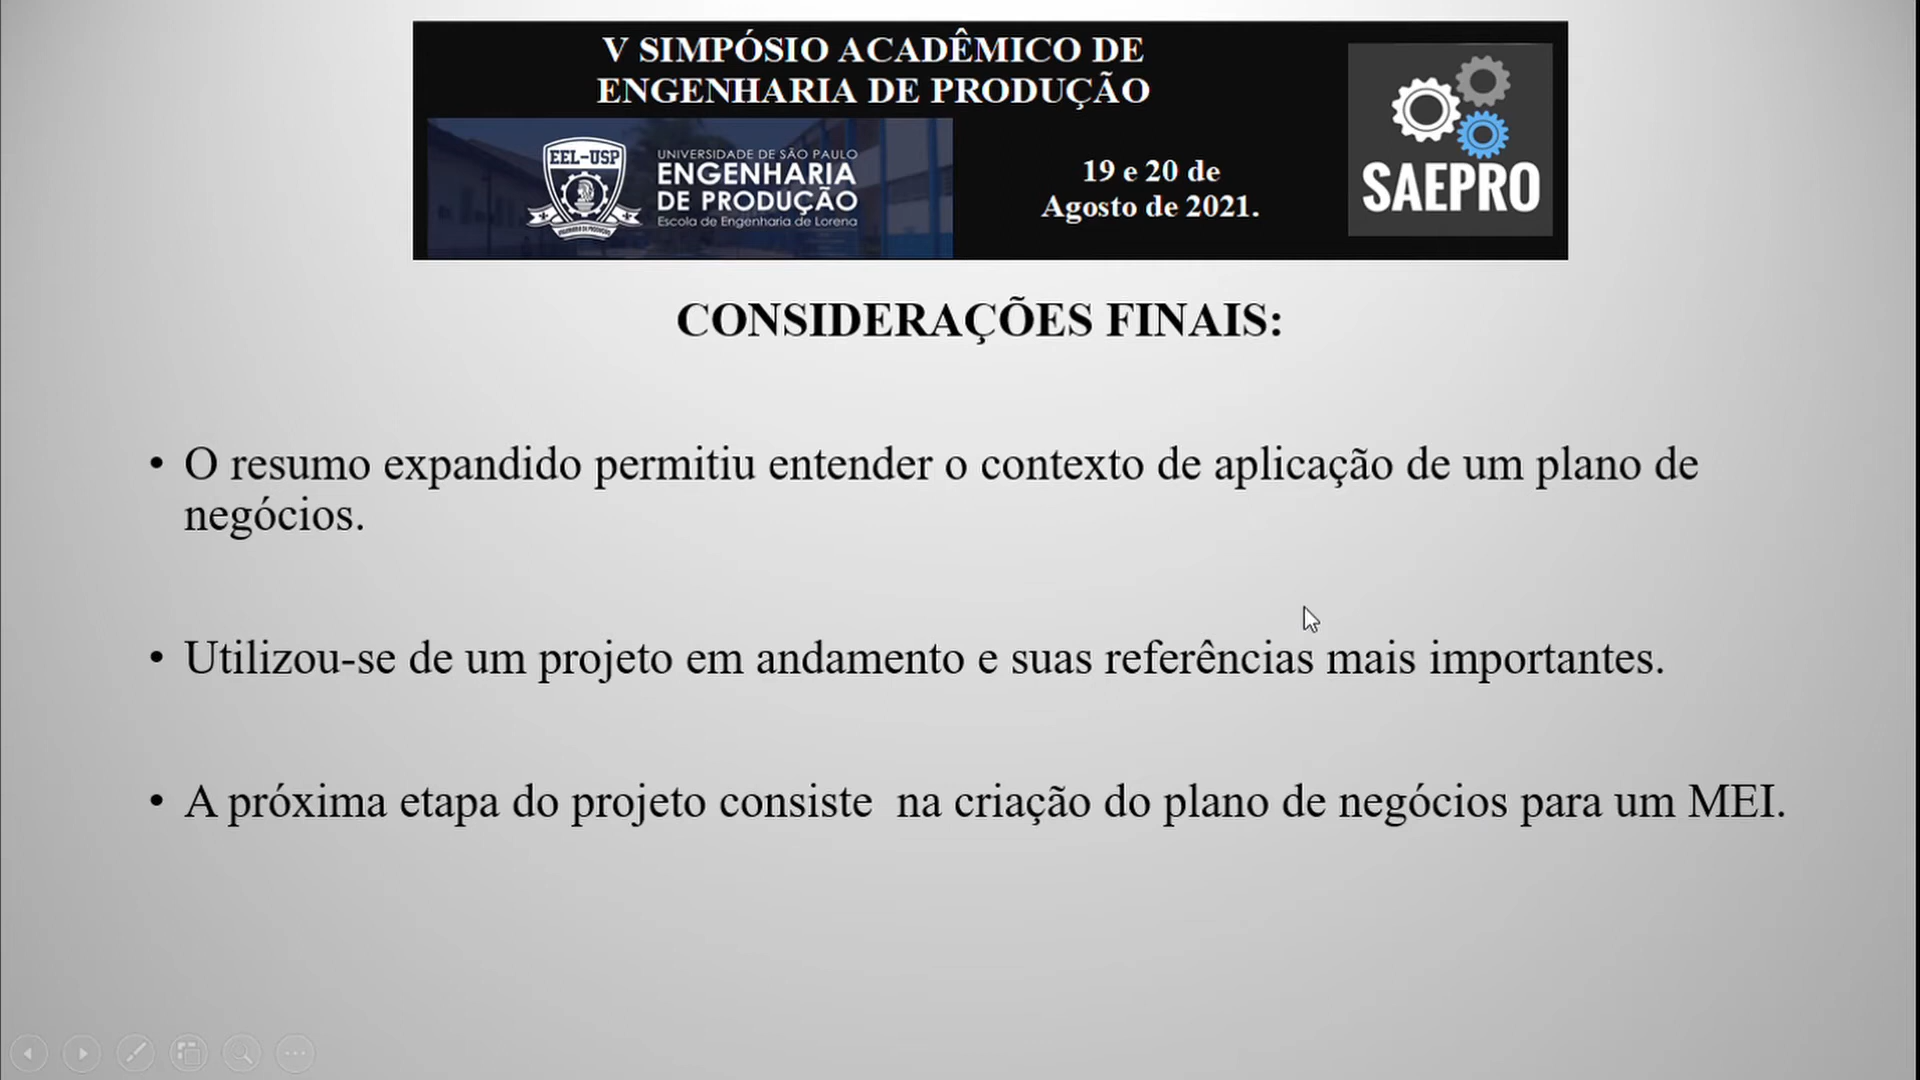 V SIMPÓSIO ACADÊMICO DE
ENGENHARIA DE PRODUÇÃO
EEL-USP
UNIVERSIDADE DE SÃO PAULO
ENGENHARIA
DE PRODUÇÃO
Escola de Engenharia de Lorena
19 e 20 de
Agosto de 2021.
SAEPRO
CONSIDERAÇÕES FINAIS:
• O resumo expandido permitiu entender o contexto de aplicação de um plano de
negócios.
• Utilizou-se de um projeto em andamento e suas referências mais importantes.
• A próxima etapa do projeto consiste  na criação do plano de negócios para um MEI.